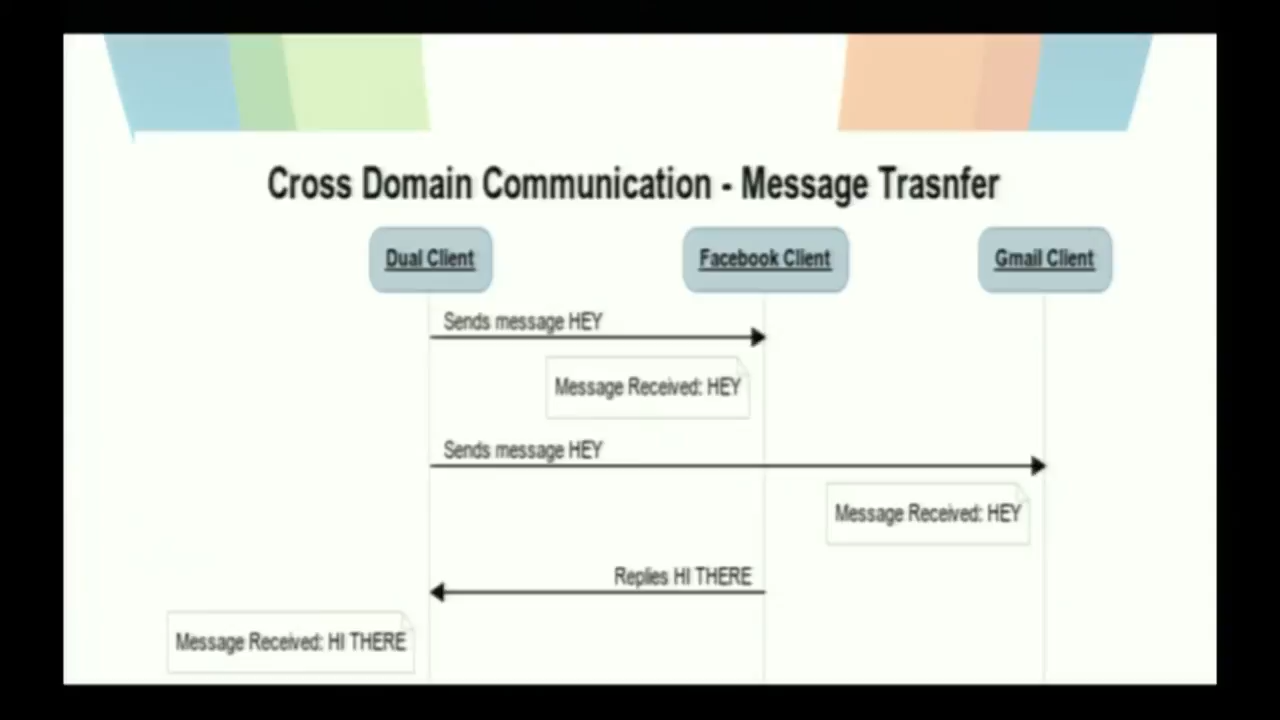 Cross Domain Communication - Message Trasnfer
Dual Client
Facebook Client
Gmail Client
Sends message HEY
Message Received: HEY
Sends message HEY
Message Received: HEY
Replies HI THERE
Message Received: HI THERE